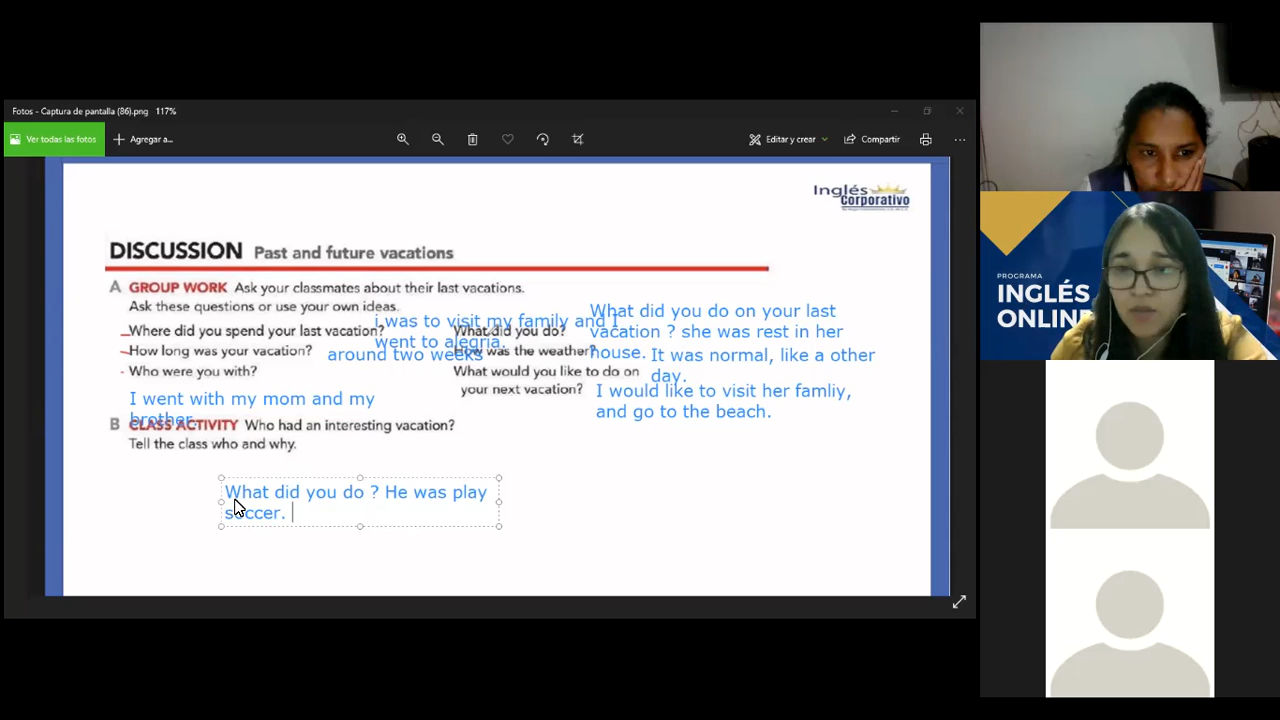 Fotos - Captura de pantalla (86).png 117%
Ver todas las fotos
Agregar a...
Editar y crear
Compartir
Inglés
Corporativo
DISCUSSION Past and future vacations
A GROUP WORK Ask your classmates about their last vacations.
Ask these questions or use your own ideas.
Where did you spend your last vacation?
What did you do?
How long was your vacation?
How was the weather?
- Who were you with?
What would you like to do on
your next vacation?
i was to visit my family and I
went to alegria.
around two weeks
What did you do on your last
vacation ? she was rest in her
house.
It was normal, like a other
day.
I would like to visit her famliy,
and go to the beach.
I went with my mom and my
brother
B CLASS ACTIVITY Who had an interesting vacation?
Tell the class who and why.
What did you do ? He was play
soccer.
PROGRAMA
INGLÉS
ONLINE